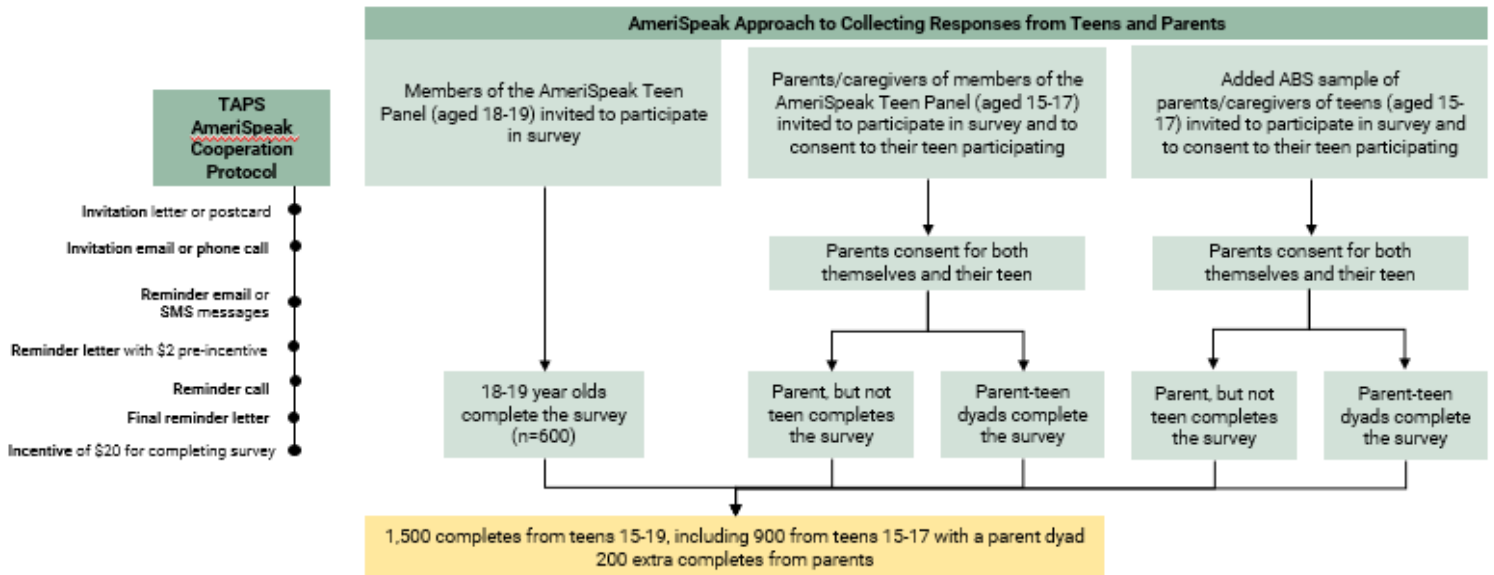 AmeriSpeak Approach to Collecting Responses from Teens and Parents
TAPS
AmeriSpeak
Cooperation
Protocol
Invitation letter or postcard
Invitation email or phone call
Reminder email or
SMS messages
Reminder letter with $2 pre-incentive
Reminder call
Final reminder letter
Incentive of $20 for completing survey
Members of the AmeriSpeak Teen
Panel (aged 18-19) invited to participate
in survey
Parents/caregivers of members of the
AmeriSpeak Teen Panel (aged 15-17)
invited to participate in survey and to
consent to their teen participating
Added ABS sample of
parents/caregivers of teens (aged 15-
17) invited to participate in survey and
to consent to their teen participating
Parents consent for both
themselves and their teen
Parents consent for both
themselves and their teen
18-19 year olds
complete the survey
(n=600)
Parent, but not
teen completes
the survey
Parent-teen
dyads complete
the survey
Parent, but not
teen completes
the survey
Parent-teen
dyads complete
the survey
1,500 completes from teens 15-19, including 900 from teens 15-17 with a parent dyad
200 extra completes from parents